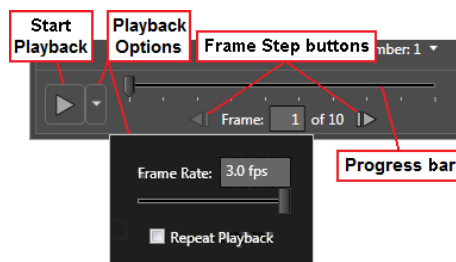 Start
Playback
Playback
Options
Frame Step buttons
mber: 1
Frame: 1 of 10
Progress bar
Frame Rate: 3.0 fps
Repeat Playback